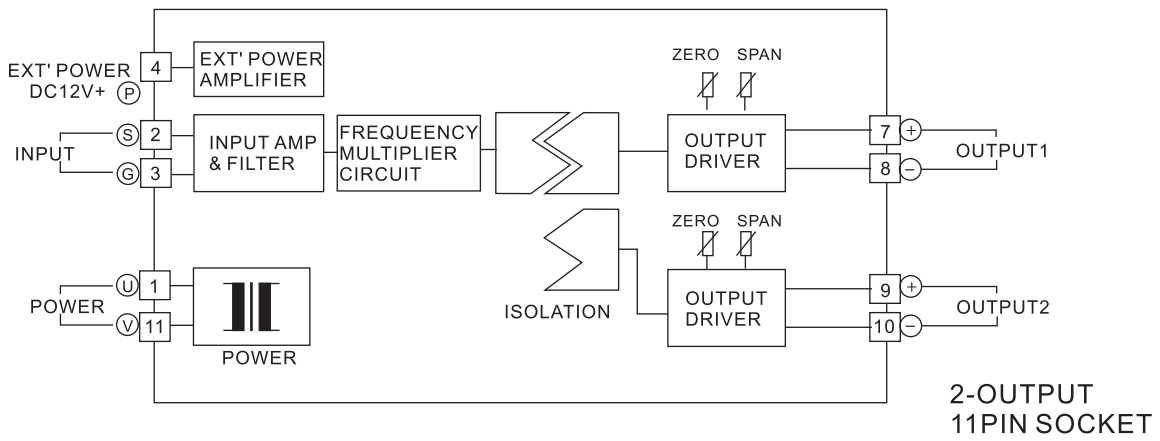 EXT' POWER
DC12V+
P
4
EXT' POWER
AMPLIFIER
INPUT
S
2
G
3
INPUT AMP
& FILTER
FREQUEENCY
MULTIPLIER
CIRCUIT
ZERO SPAN
OUTPUT
DRIVER
7
+
8
−
OUTPUT1
POWER
U
1
V
11
POWER
ISOLATION
ZERO SPAN
OUTPUT
DRIVER
9
+
10
−
OUTPUT2
2-OUTPUT
11PIN SOCKET